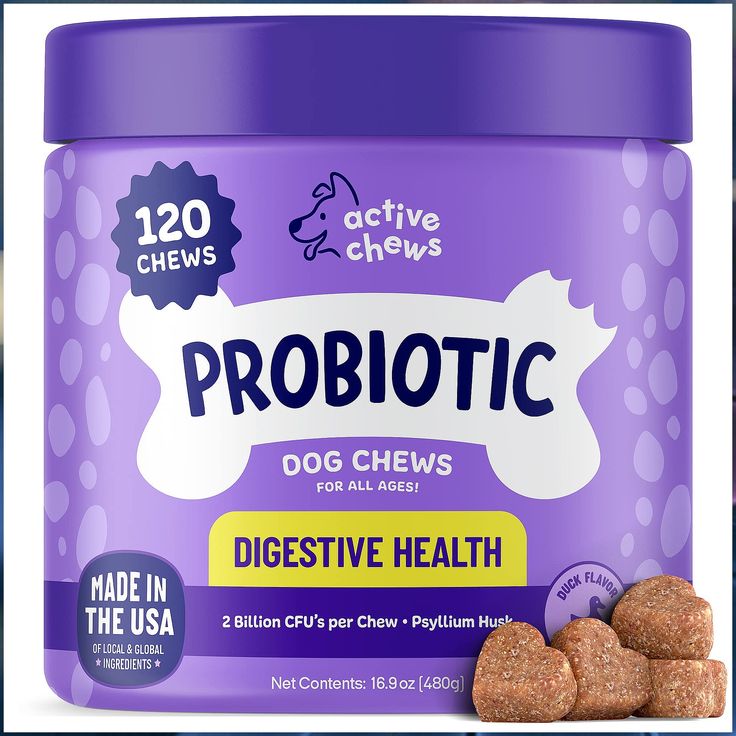 120
CHEWS
active
chews
PROBIOTIC
DOG CHEWS
FOR ALL AGES!
DIGESTIVE HEALTH
MADE IN
THE USA
OF LOCAL & GLOBAL
INGREDIENTS
2 Billion CFU's per Chew • Psyllium Husk
DUCK FLAVOR
Net Contents: 16.9 oz [480g]